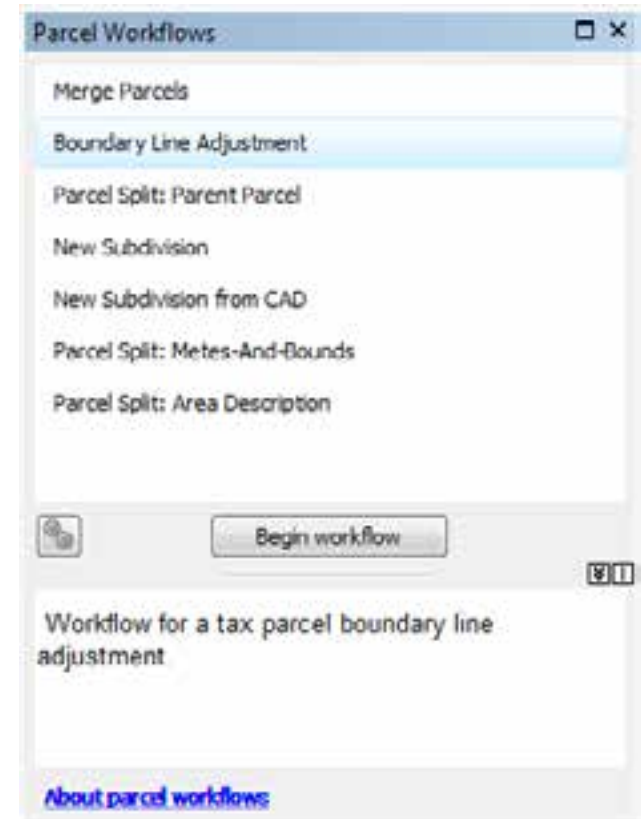 Parcel Workflows
Merge Parcels
Boundary Line Adjustment
Parcel Split: Parent Parcel
New Subdivision
New Subdivision from CAD
Parcel Split: Metes-And-Bounds
Parcel Split: Area Description
Begin workflow
Workflow for a tax parcel boundary line
adjustment
About parcel workflows